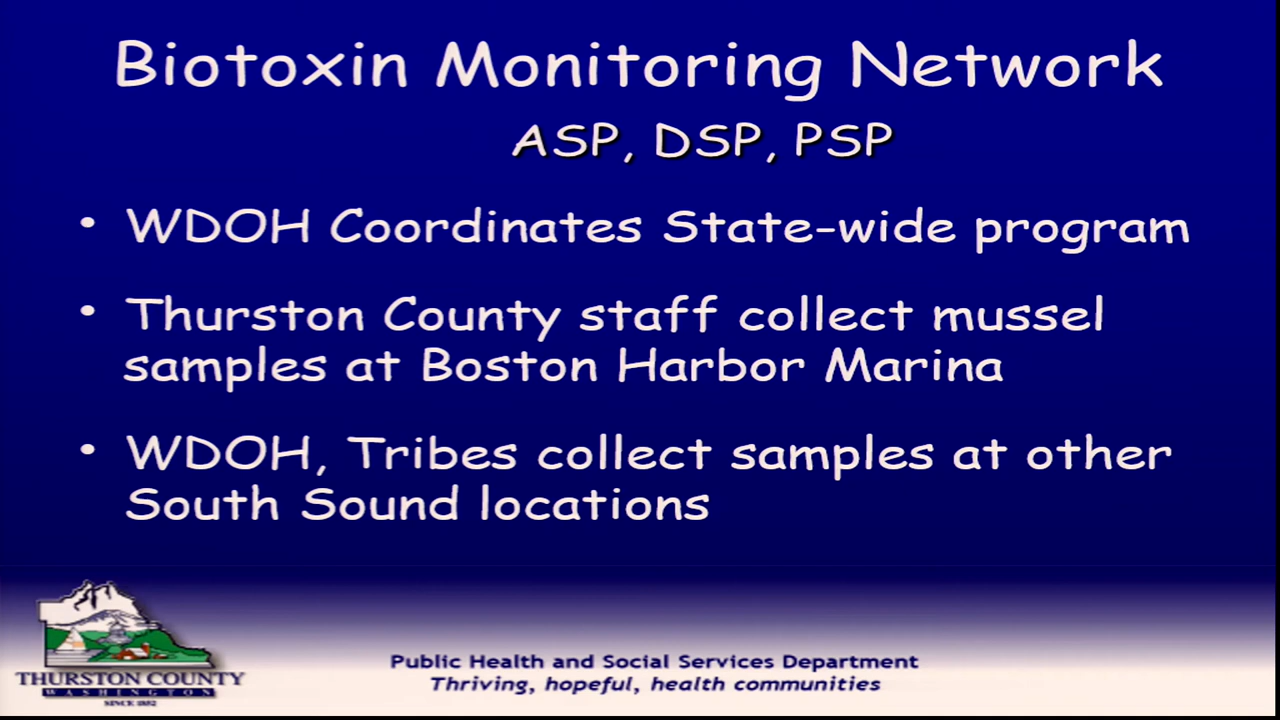 Biotoxin Monitoring Network
ASP, DSP, PSP
• WDOH Coordinates State-wide program
• Thurston County staff collect mussel
samples at Boston Harbor Marina
• WDOH, Tribes collect samples at other
South Sound locations
THURSTON COUNTY
WASHINGTON
SINCE 1852
Public Health and Social Services Department
Thriving, hopeful, health communities